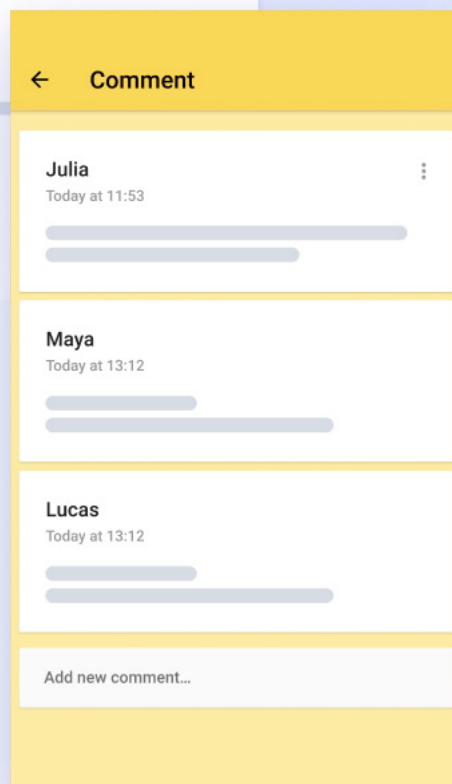 Comment
Julia
Today at 11:53
Maya
Today at 13:12
Lucas
Today at 13:12
Add new comment...